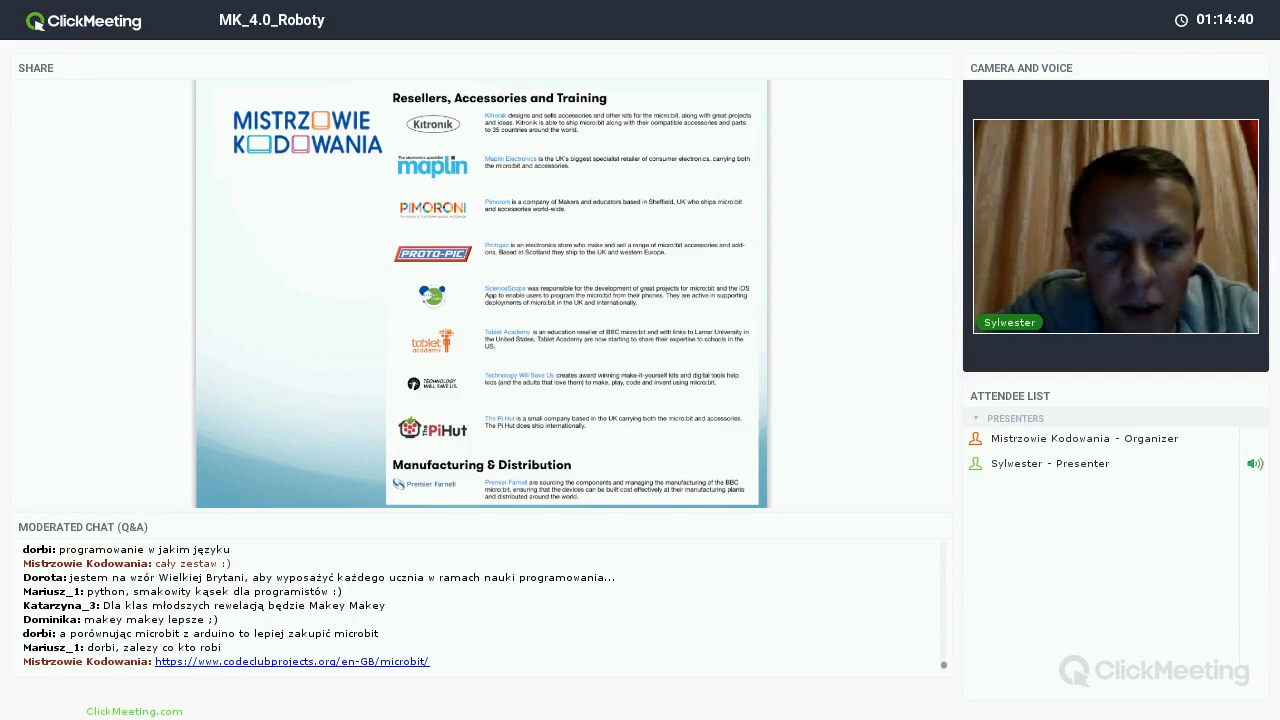 ClickMeeting
MK_4.0_Roboty
01:14:40
SHARE
MISTRZOWIE
KODOWANIA
Resellers, Accessories and Training
Kitronik
Kitronik designs and sells accessories and other kits for the micro:bit, along with great projects
and ideas. Kitronik is able to ship micro:bit along with their compatible accessories and parts
to 35 countries around the world.
The electronics specialist
maplin
Maplin Electronics is the UK's biggest specialist retailer of consumer electronics, carrying both
the micro:bit and accessories.
PIMORONI
Pimoroni is a company of Makers and educators based in Sheffield, UK who ships micro:bit
and accessories world-wide.
PROTO-PIC
Protopic is an electronics store who make and sell a range of micro:bit accessories and add-
ons. Based in Scotland they ship to the UK and western Europe.
ScienceScope was responsible for the development of great projects for micro:bit and the iOS
App to enable users to program the micro:bit from their phones. They are active in supporting
deployments of micro:bit in the UK and internationally.
tablet
academy
Tablet Academy is an education reseller of BBC micro:bit and with links to Lamar University in
the United States, Tablet Academy are now starting to share their expertise to schools in the
US.
TECHNOLOGY
WILL SAVE US
Technology Will Save Us creates award winning make-it-yourself kits and digital tools help
kids (and the adults that love them) to make, play, code and invent using micro:bit.
The PiHut
The Pi Hut is a small company based in the UK carrying both the micro:bit and accessories.
The Pi Hut does ship internationally.
Manufacturing & Distribution
Premier Farnell
Premier Farnell are sourcing the components and managing the manufacturing of the BBC
micro:bit, ensuring that the devices can be built cost effectively at their manufacturing plants
and distributed around the world.
CAMERA AND VOICE
Sylwester
ATTENDEE LIST
PRESENTERS
Mistrzowie Kodowania - Organizer
Sylwester - Presenter
MODERATED CHAT (Q&A)
dorbi: programowanie w jakim języku
Mistrzowie Kodowania: cały zestaw :)
Dorota: jestem na wzór Wielkiej Brytani, aby wyposażyć każdego ucznia w ramach nauki programowania...
Mariusz_1: python, smakowity kąsek dla programistów :)
Katarzyna_3: Dla klas młodszych rewelacją będzie Makey Makey
Dominika: makey makey lepsze ;)
dorbi: a porównując microbit z arduino to lepiej zakupić microbit
Mariusz_1: dorbi, zalezy co kto robi
Mistrzowie Kodowania: https://www.codeclubprojects.org/en-GB/microbit/
ClickMeeting
ClickMeeting.com